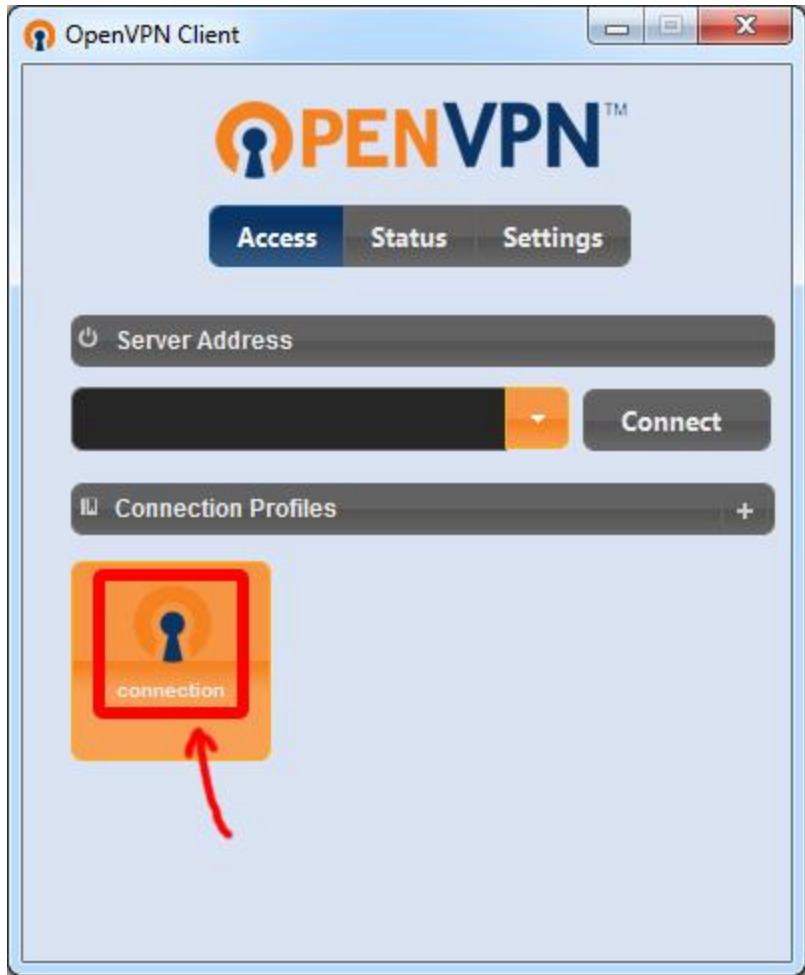 OpenVPN Client
OPENVPN™
Access Status Settings
Server Address
Connect
Connection Profiles +
connection